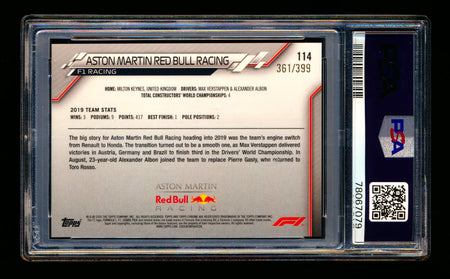 ASTON MARTIN RED BULL RACING
F1 RACING
114
361/399
HOME: MILTON KEYNES, UNITED KINGDOM DRIVERS: MAX VERSTAPPEN & ALEXANDER ALBON
TOTAL CONSTRUCTORS' WORLD CHAMPIONSHIPS: 4
2019 TEAM STATS
WINS: 3 PODIUMS: 9 POINTS: 417 BEST FINISH: 1 POLE POSITIONS: 2
The big story for Aston Martin Red Bull Racing heading into 2019 was the team's engine switch
from Renault to Honda. The transition turned out to be a smooth one, as Max Verstappen delivered
victories in Austria, Germany and Brazil to finish third in the Drivers' World Championship. In
August, 23-year-old Alexander Albon joined the team to replace Pierre Gasly, who returned to
Toro Rosso.
ASTON MARTIN
Red Bull
RACING
Topps
F1
PSA
78067079